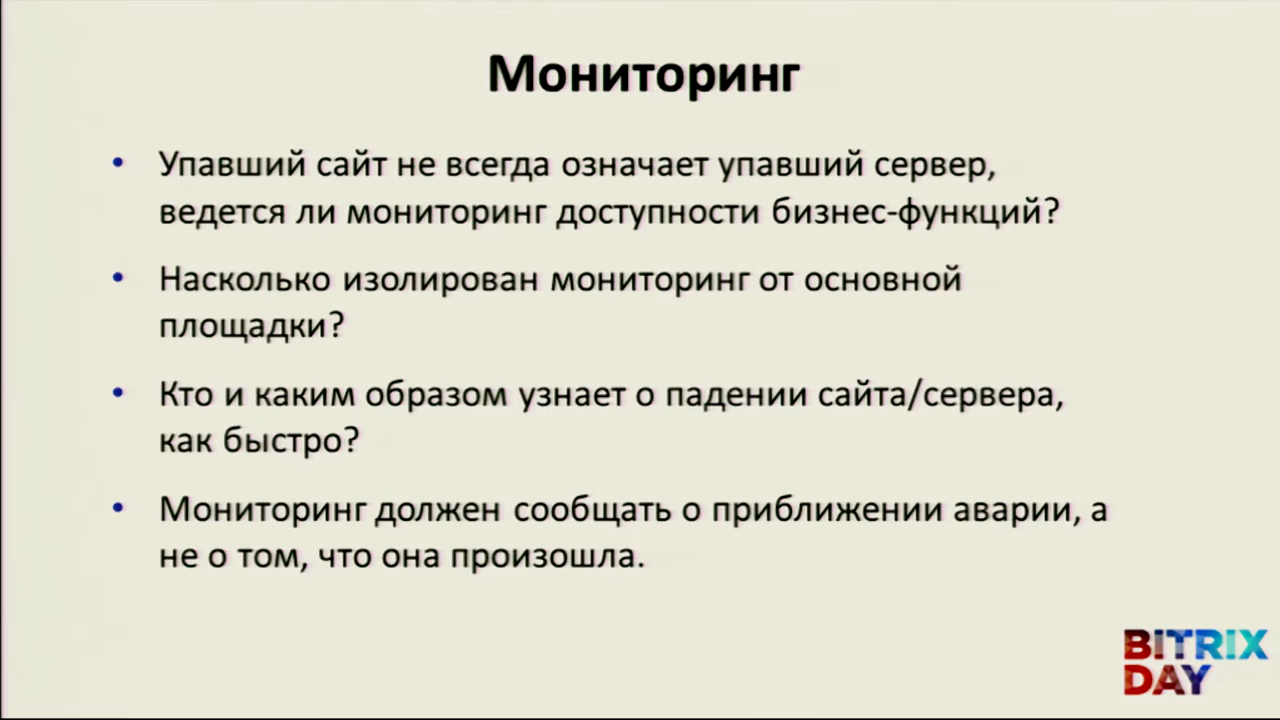 Мониторинг
• Упавший сайт не всегда означает упавший сервер,
ведется ли мониторинг доступности бизнес-функций?
• Насколько изолирован мониторинг от основной
площадки?
• Кто и каким образом узнает о падении сайта/сервера,
как быстро?
• Мониторинг должен сообщать о приближении аварии, а
не о том, что она произошла.
BITRIX
DAY